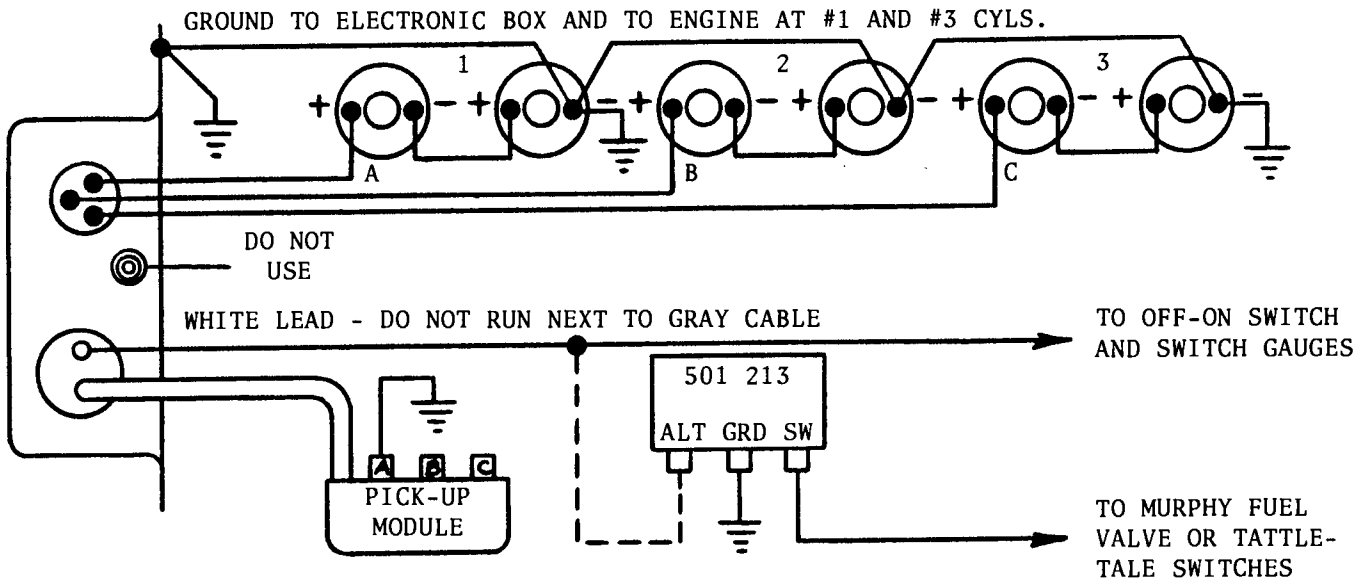 GROUND TO ELECTRONIC BOX AND TO ENGINE AT #1 AND #3 CYLS.
1 2 3
+ - + - + - + - + - + -
A B C
DO NOT
USE
WHITE LEAD - DO NOT RUN NEXT TO GRAY CABLE
TO OFF-ON SWITCH
AND SWITCH GAUGES
501 213
ALT GRD SW
A B C
PICK-UP
MODULE
TO MURPHY FUEL
VALVE OR TATTLE-
TALE SWITCHES